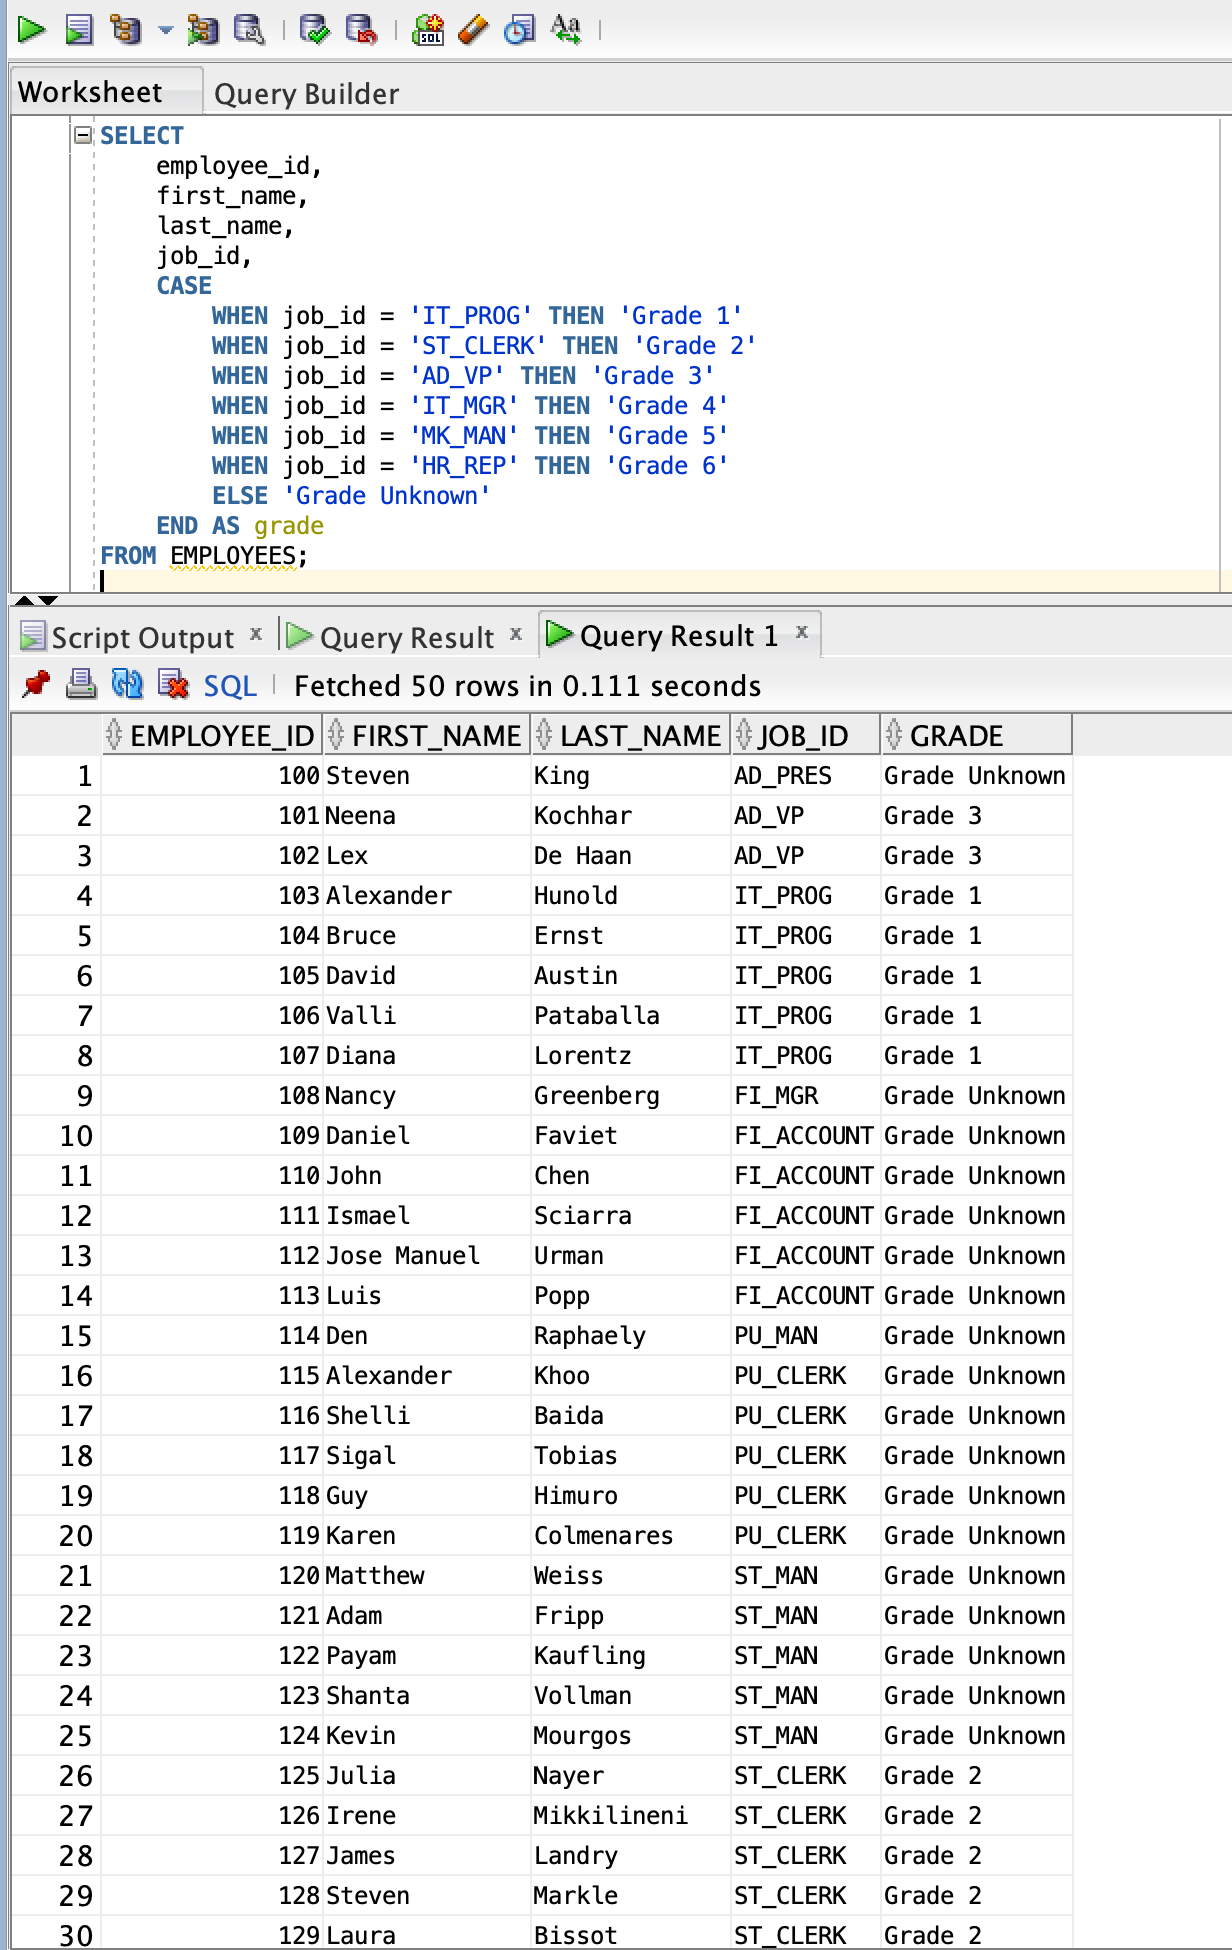 SQL
Aa
Worksheet Query Builder
SELECT
employee_id,
first_name,
last_name,
job_id,
CASE
WHEN job_id = 'IT_PROG' THEN 'Grade 1'
WHEN job_id = 'ST_CLERK' THEN 'Grade 2'
WHEN job_id = 'AD_VP' THEN 'Grade 3'
WHEN job_id = 'IT_MGR' THEN 'Grade 4'
WHEN job_id = 'MK_MAN' THEN 'Grade 5'
WHEN job_id = 'HR_REP' THEN 'Grade 6'
ELSE 'Grade Unknown'
END AS grade
FROM EMPLOYEES;
Script Output x Query Result x Query Result 1 x
SQL Fetched 50 rows in 0.111 seconds
EMPLOYEE_ID FIRST_NAME LAST_NAME JOB_ID GRADE
1 100 Steven King AD_PRES Grade Unknown
2 101 Neena Kochhar AD_VP Grade 3
3 102 Lex De Haan AD_VP Grade 3
4 103 Alexander Hunold IT_PROG Grade 1
5 104 Bruce Ernst IT_PROG Grade 1
6 105 David Austin IT_PROG Grade 1
7 106 Valli Pataballa IT_PROG Grade 1
8 107 Diana Lorentz IT_PROG Grade 1
9 108 Nancy Greenberg FI_MGR Grade Unknown
10 109 Daniel Faviet FI_ACCOUNT Grade Unknown
11 110 John Chen FI_ACCOUNT Grade Unknown
12 111 Ismael Sciarra FI_ACCOUNT Grade Unknown
13 112 Jose Manuel Urman FI_ACCOUNT Grade Unknown
14 113 Luis Popp FI_ACCOUNT Grade Unknown
15 114 Den Raphaely PU_MAN Grade Unknown
16 115 Alexander Khoo PU_CLERK Grade Unknown
17 116 Shelli Baida PU_CLERK Grade Unknown
18 117 Sigal Tobias PU_CLERK Grade Unknown
19 118 Guy Himuro PU_CLERK Grade Unknown
20 119 Karen Colmenares PU_CLERK Grade Unknown
21 120 Matthew Weiss ST_MAN Grade Unknown
22 121 Adam Fripp ST_MAN Grade Unknown
23 122 Payam Kaufling ST_MAN Grade Unknown
24 123 Shanta Vollman ST_MAN Grade Unknown
25 124 Kevin Mourgos ST_MAN Grade Unknown
26 125 Julia Nayer ST_CLERK Grade 2
27 126 Irene Mikkilineni ST_CLERK Grade 2
28 127 James Landry ST_CLERK Grade 2
29 128 Steven Markle ST_CLERK Grade 2
30 129 Laura Bissot ST_CLERK Grade 2